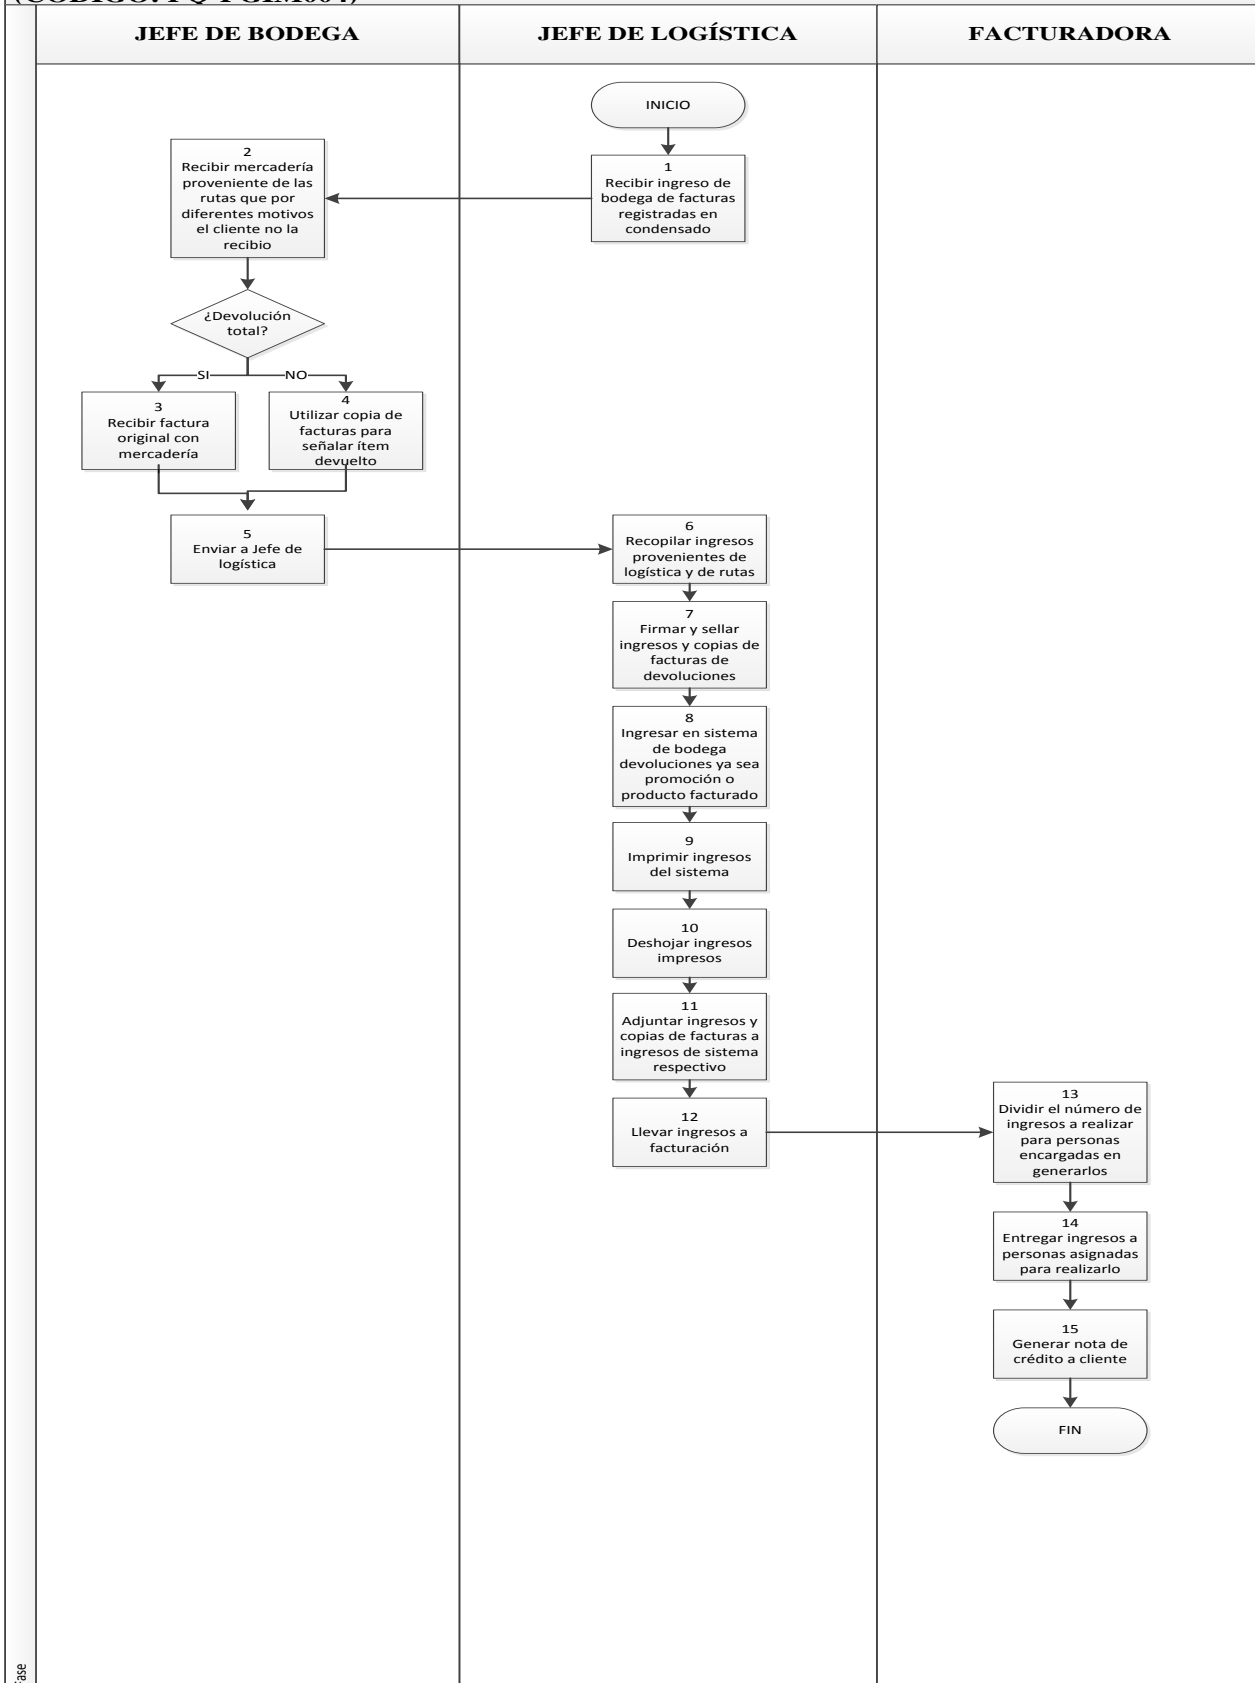 JEFE DE BODEGA
JEFE DE LOGÍSTICA
FACTURADORA
INICIO
1
Recibir ingreso de
bodega de facturas
registradas en
condensado
2
Recibir mercadería
proveniente de las
rutas que por
diferentes motivos
el cliente no la
recibio
¿Devolución
total?
SI
NO
3
Recibir factura
original con
mercadería
4
Utilizar copia de
facturas para
señalar ítem
devuelto
5
Enviar a Jefe de
logística
6
Recopilar ingresos
provenientes de
logística y de rutas
7
Firmar y sellar
ingresos y copias de
facturas de
devoluciones
8
Ingresar en sistema
de bodega
devoluciones ya sea
promoción o
producto facturado
9
Imprimir ingresos
del sistema
10
Deshojar ingresos
impresos
11
Adjuntar ingresos y
copias de facturas a
ingresos de sistema
respectivo
12
Llevar ingresos a
facturación
13
Dividir el número de
ingresos a realizar
para personas
encargadas en
generarlos
14
Entregar ingresos a
personas asignadas
para realizarlo
15
Generar nota de
crédito a cliente
FIN
Fase